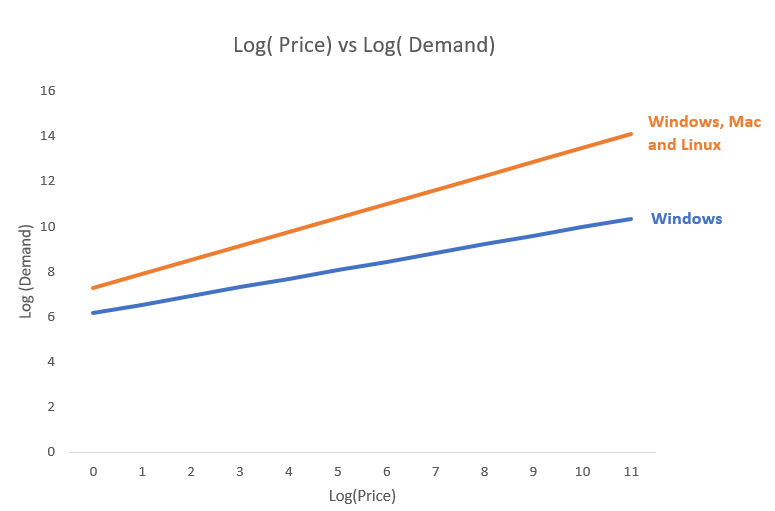 Log( Price) vs Log( Demand)
16
14
12
10
8
6
4
2
0
Log (Demand)
Windows, Mac
and Linux
Windows
0 1 2 3 4 5 6 7 8 9 10 11
Log(Price)